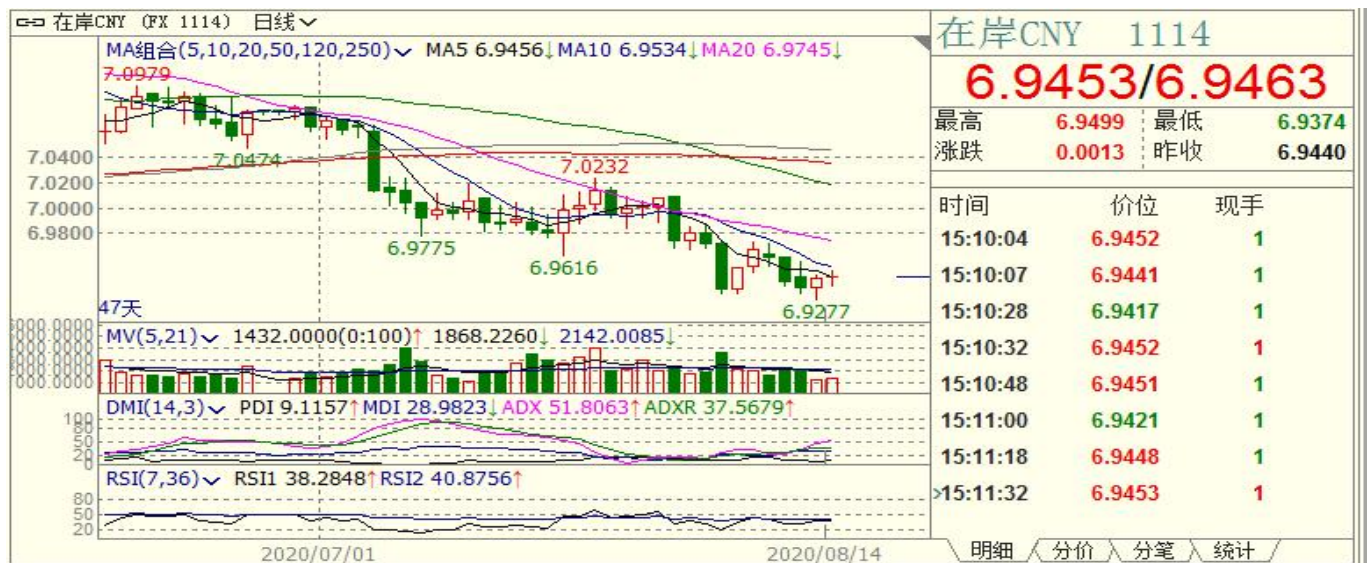 在岸CNY (FX 1114) 日线
MA组合(5,10,20,50,120,250) MA5 6.9456↓MA10 6.9534↓MA20 6.9745↓
7.0979
7.0474
7.0232
7.0400
7.0200
7.0000
6.9800
6.9775
6.9616
6.9277
47天
MV(5,21) 1432.0000(0:100)↑ 1868.2260↓ 2142.0085↓
DMI(14,3) PDI 9.1157↑MDI 28.9823↓ADX 51.8063↑ADXR 37.5679↑
100
80
50
20
0
RSI(7,36) RSI1 38.2848↑RSI2 40.8756↑
80
50
20
2020/07/01 2020/08/14
在岸CNY 1114
6.9453/6.9463
最高 6.9499 最低 6.9374
涨跌 0.0013 昨收 6.9440
时间 价位 现手
15:10:04 6.9452 1
15:10:07 6.9441 1
15:10:28 6.9417 1
15:10:32 6.9452 1
15:10:48 6.9451 1
15:11:00 6.9421 1
15:11:18 6.9448 1
>15:11:32 6.9453 1
明细 分价 分笔 统计